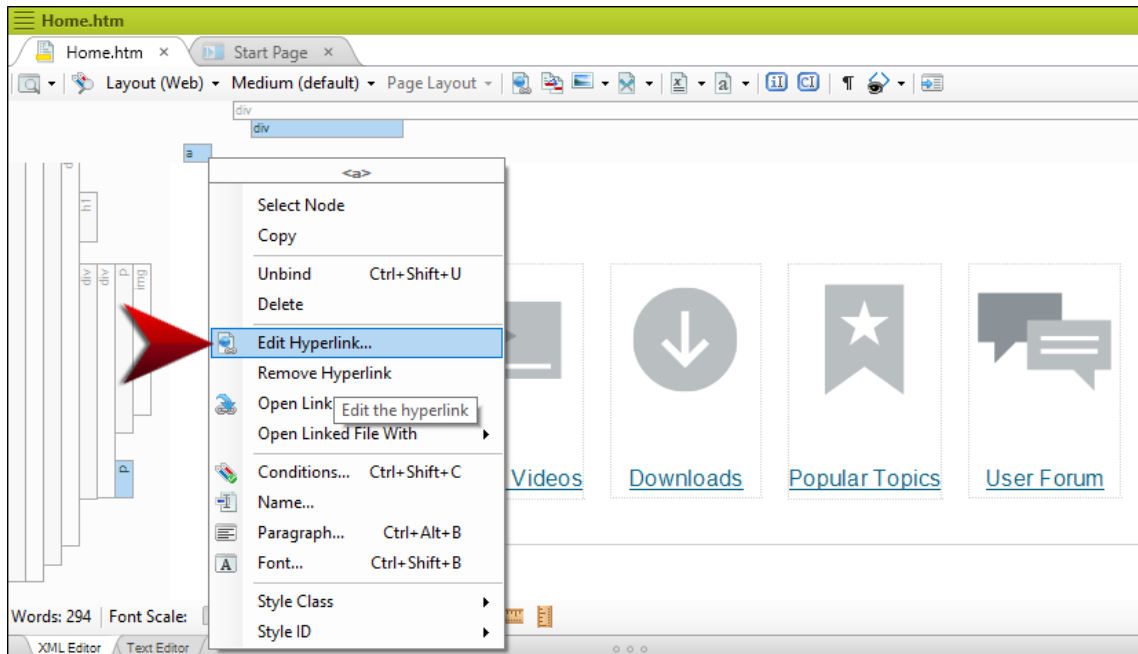 Home.htm
Home.htm × Start Page ×
Layout (Web) Medium (default) Page Layout
div
div
a
<a>
Select Node
Copy
Unbind Ctrl+Shift+U
Delete
Edit Hyperlink...
Remove Hyperlink
Open Link
Edit the hyperlink
Open Linked File With
Conditions... Ctrl+Shift+C
Name...
Paragraph... Ctrl+Alt+B
Font... Ctrl+Shift+B
Style Class
Style ID
h1
div
div
p
img
p
Videos Downloads Popular Topics User Forum
Words: 294 Font Scale:
XML Editor Text Editor